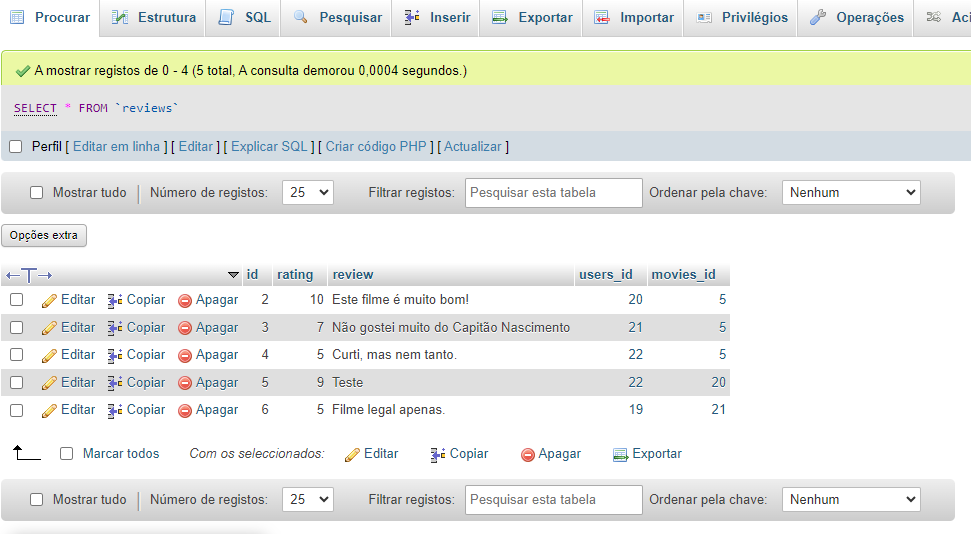 Procurar Estrutura SQL Pesquisar Inserir Exportar Importar Privilégios Operações
A mostrar registos de 0 - 4 (5 total, A consulta demorou 0,0004 segundos.)
SELECT * FROM `reviews`
Perfil [ Editar em linha ] [ Editar ] [ Explicar SQL ] [ Criar código PHP ] [ Actualizar ]
Mostrar tudo Número de registos: 25 Filtrar registos: Pesquisar esta tabela Ordenar pela chave: Nenhum
Opções extra
id rating review users_id movies_id
Editar Copiar Apagar 2 10 Este filme é muito bom! 20 5
Editar Copiar Apagar 3 7 Não gostei muito do Capitão Nascimento 21 5
Editar Copiar Apagar 4 5 Curti, mas nem tanto. 22 5
Editar Copiar Apagar 5 9 Teste 22 20
Editar Copiar Apagar 6 5 Filme legal apenas. 19 21
Marcar todos Com os seleccionados: Editar Copiar Apagar Exportar
Mostrar tudo Número de registos: 25 Filtrar registos: Pesquisar esta tabela Ordenar pela chave: Nenhum